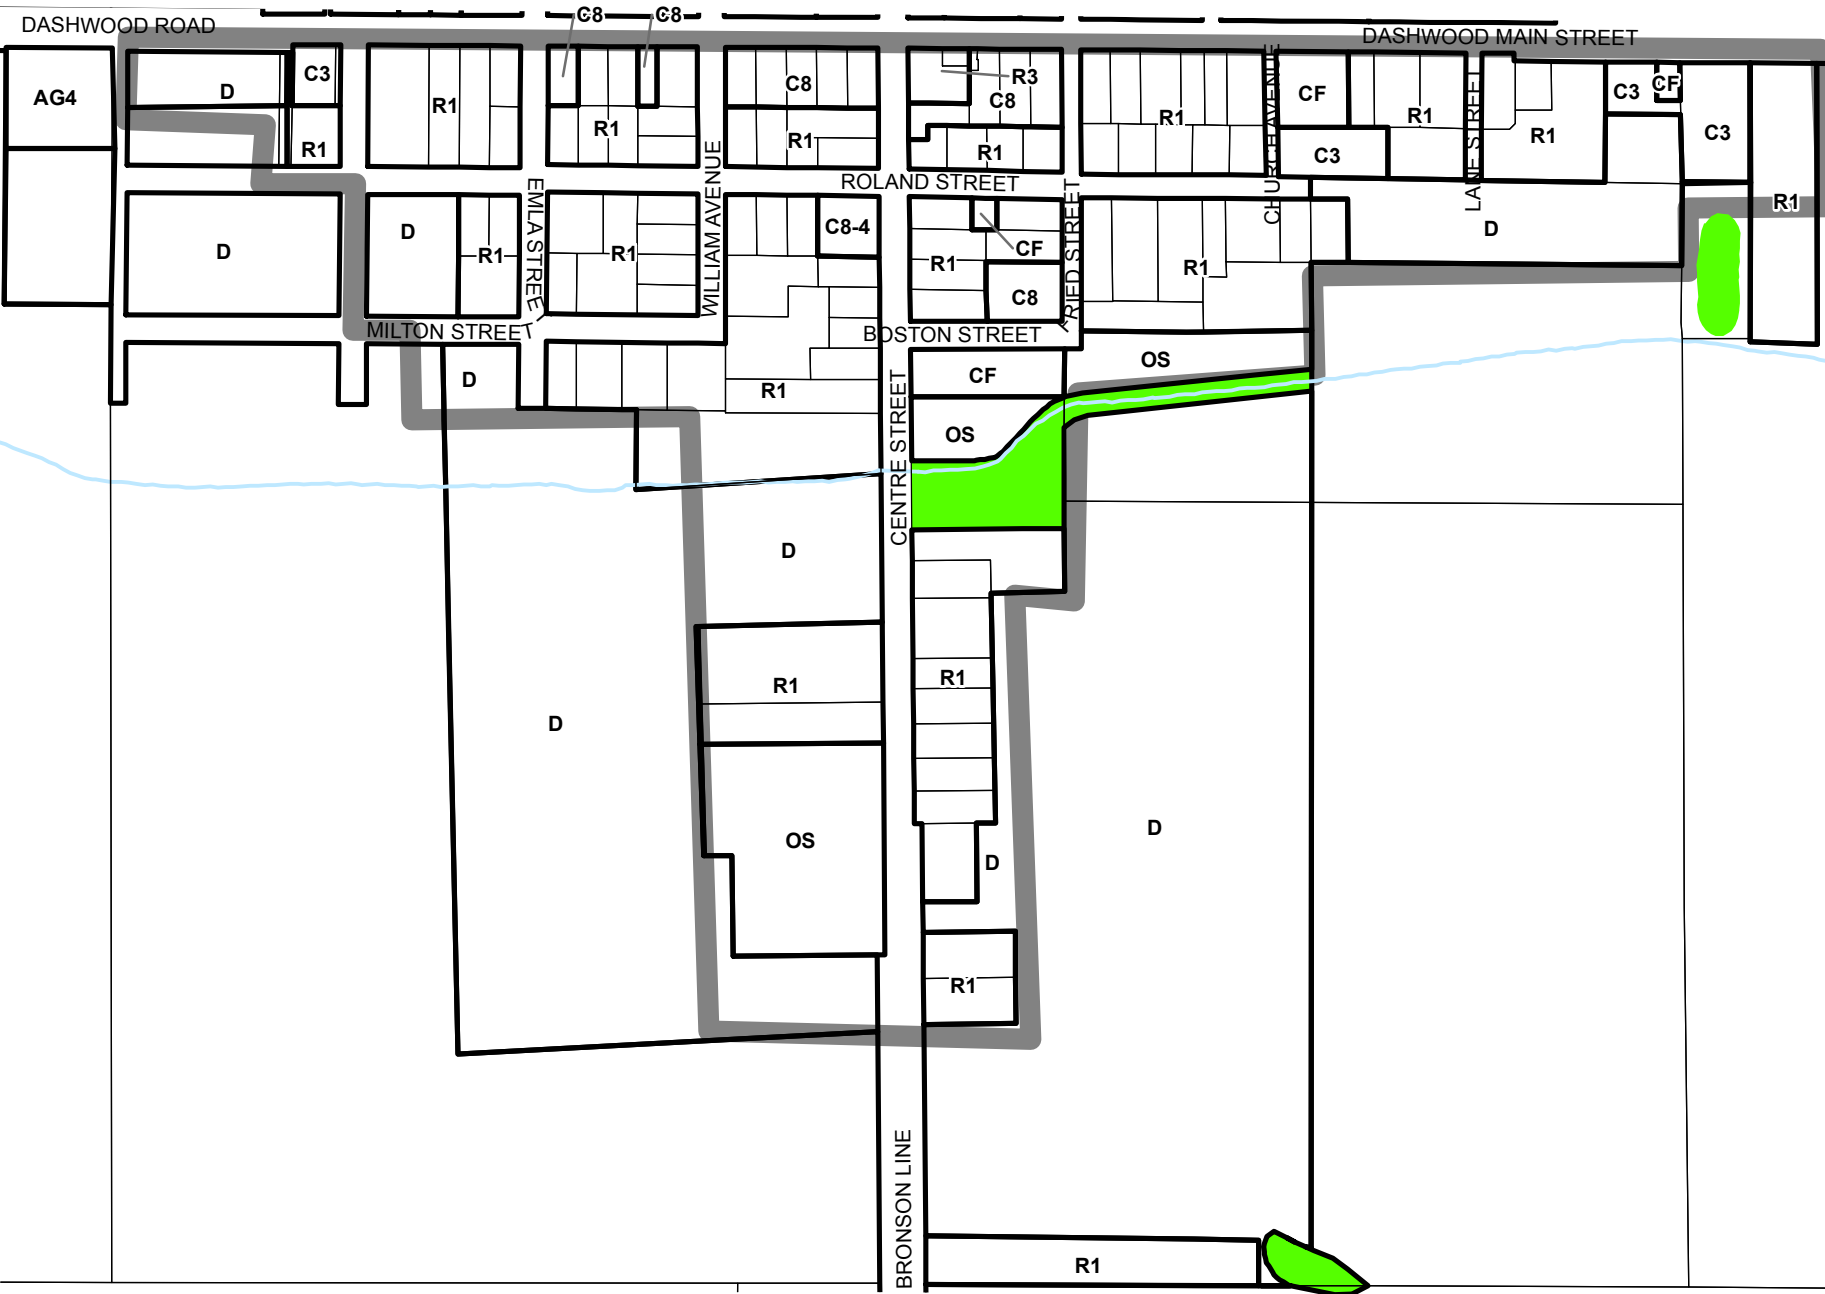 C8
C8
DASHWOOD ROAD
DASHWOOD MAIN STREET
AG4
D
C3
R1
C8
R3
C8
CF
C3
CF
R1
R1
R1
R1
R1
R1
C3
R1
C3
R1
ROLAND STREET
EMLA STREET
WILLIAM AVENUE
FRIED STREET
CHURCH AVENUE
LANE STREET
D
D
R1
R1
C8-4
R1
CF
C8
R1
D
R1
MILTON STREET
BOSTON STREET
D
R1
CF
OS
OS
CENTRE STREET
D
D
R1
R1
OS
D
D
R1
BRONSON LINE
R1